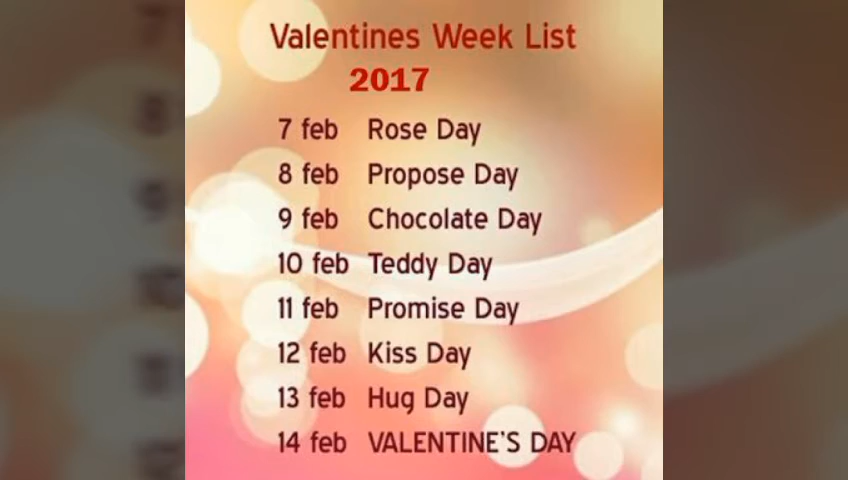 Valentines Week List
2017
7 feb Rose Day
8 feb Propose Day
9 feb Chocolate Day
10 feb Teddy Day
11 feb Promise Day
12 feb Kiss Day
13 feb Hug Day
14 feb VALENTINE'S DAY